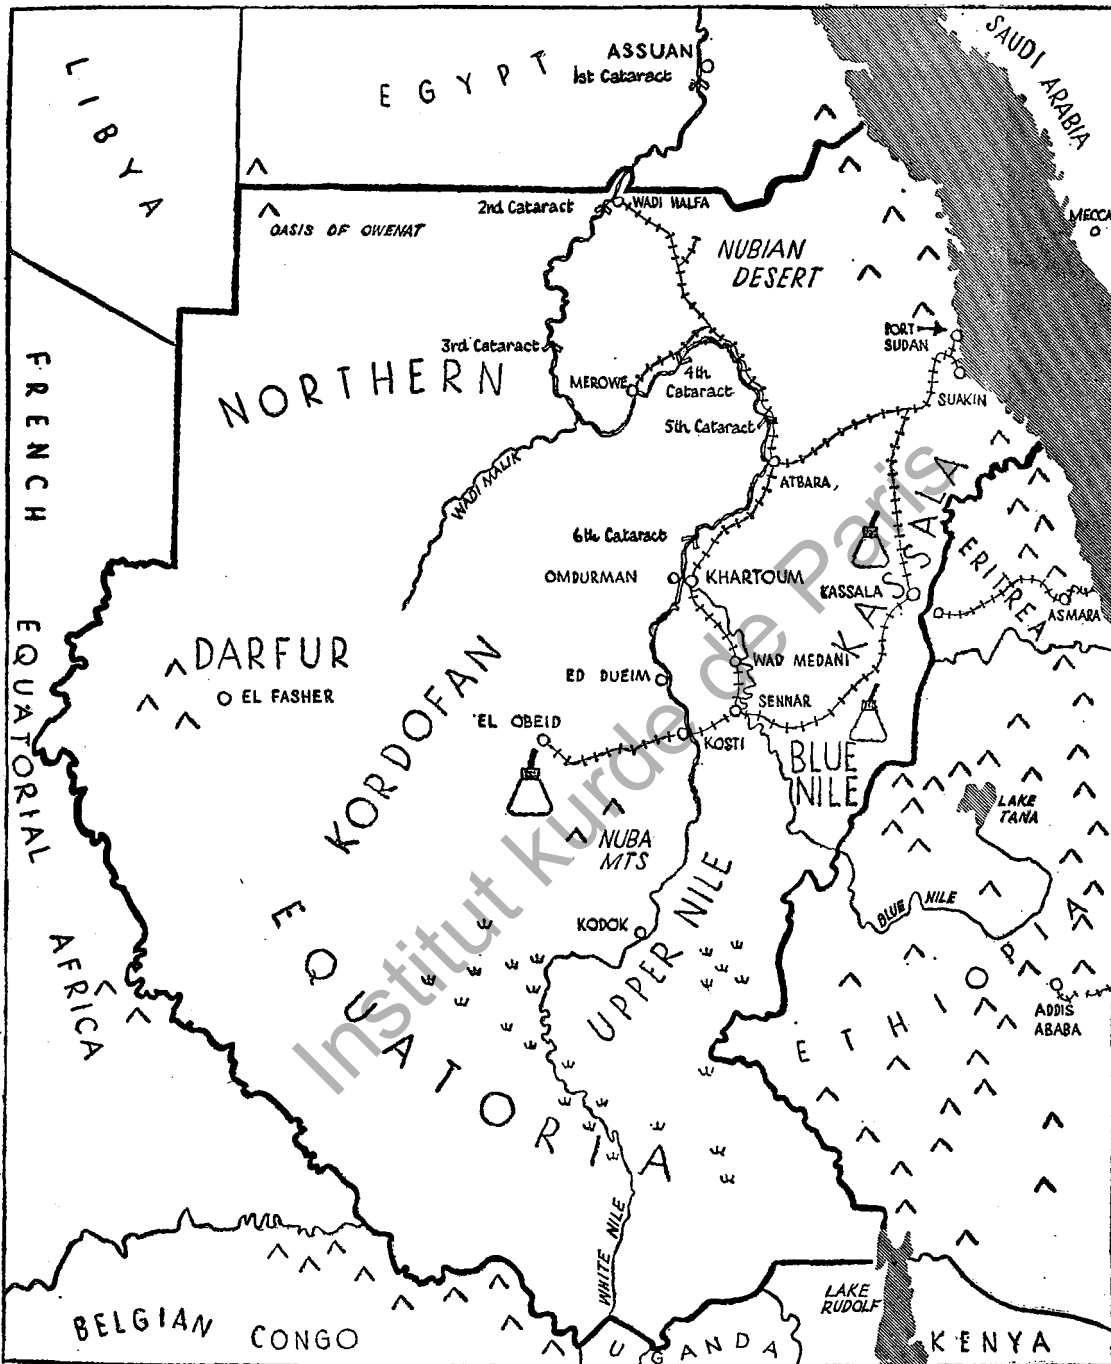 SAUDI ARABIA
LIBYA
EGYPT
ASSUAN
1st Cataract
2nd Cataract
WADI HALFA
MECCA
OASIS OF OWENAT
NUBIAN
DESERT
PORT
SUDAN
3rd Cataract
FRENCH
EQUATORIAL
AFRICA
NORTHERN
MEROWE
4th
Cataract
SUAKIN
5th Cataract
WADI MALIK
ATBARA
KASSALA
6th Cataract
ERITREA
OMDURMAN
KHARTOUM
KASSALA
ASMARA
DARFUR
EL FASHER
WAD MEDANI
ED DUEIM
SENNAR
KORDOFAN
EL OBEID
KOSTI
BLUE
NILE
LAKE
TANA
NUBA
MTS
UPPER NILE
BLUE NILE
KODOK
EQUATORIA
ETHIOPIA
ADDIS
ABABA
WHITE NILE
LAKE
RUDOLF
BELGIAN CONGO
UGANDA
KENYA
Institut kurde de Paris